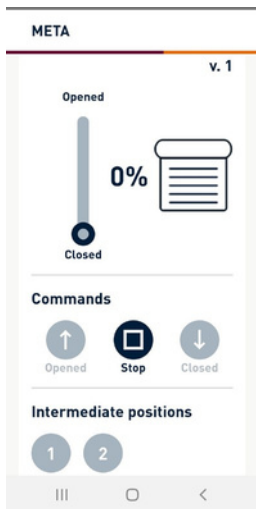 META
v. 1
Opened
0%
Closed
Commands
Opened Stop Closed
Intermediate positions
1 2